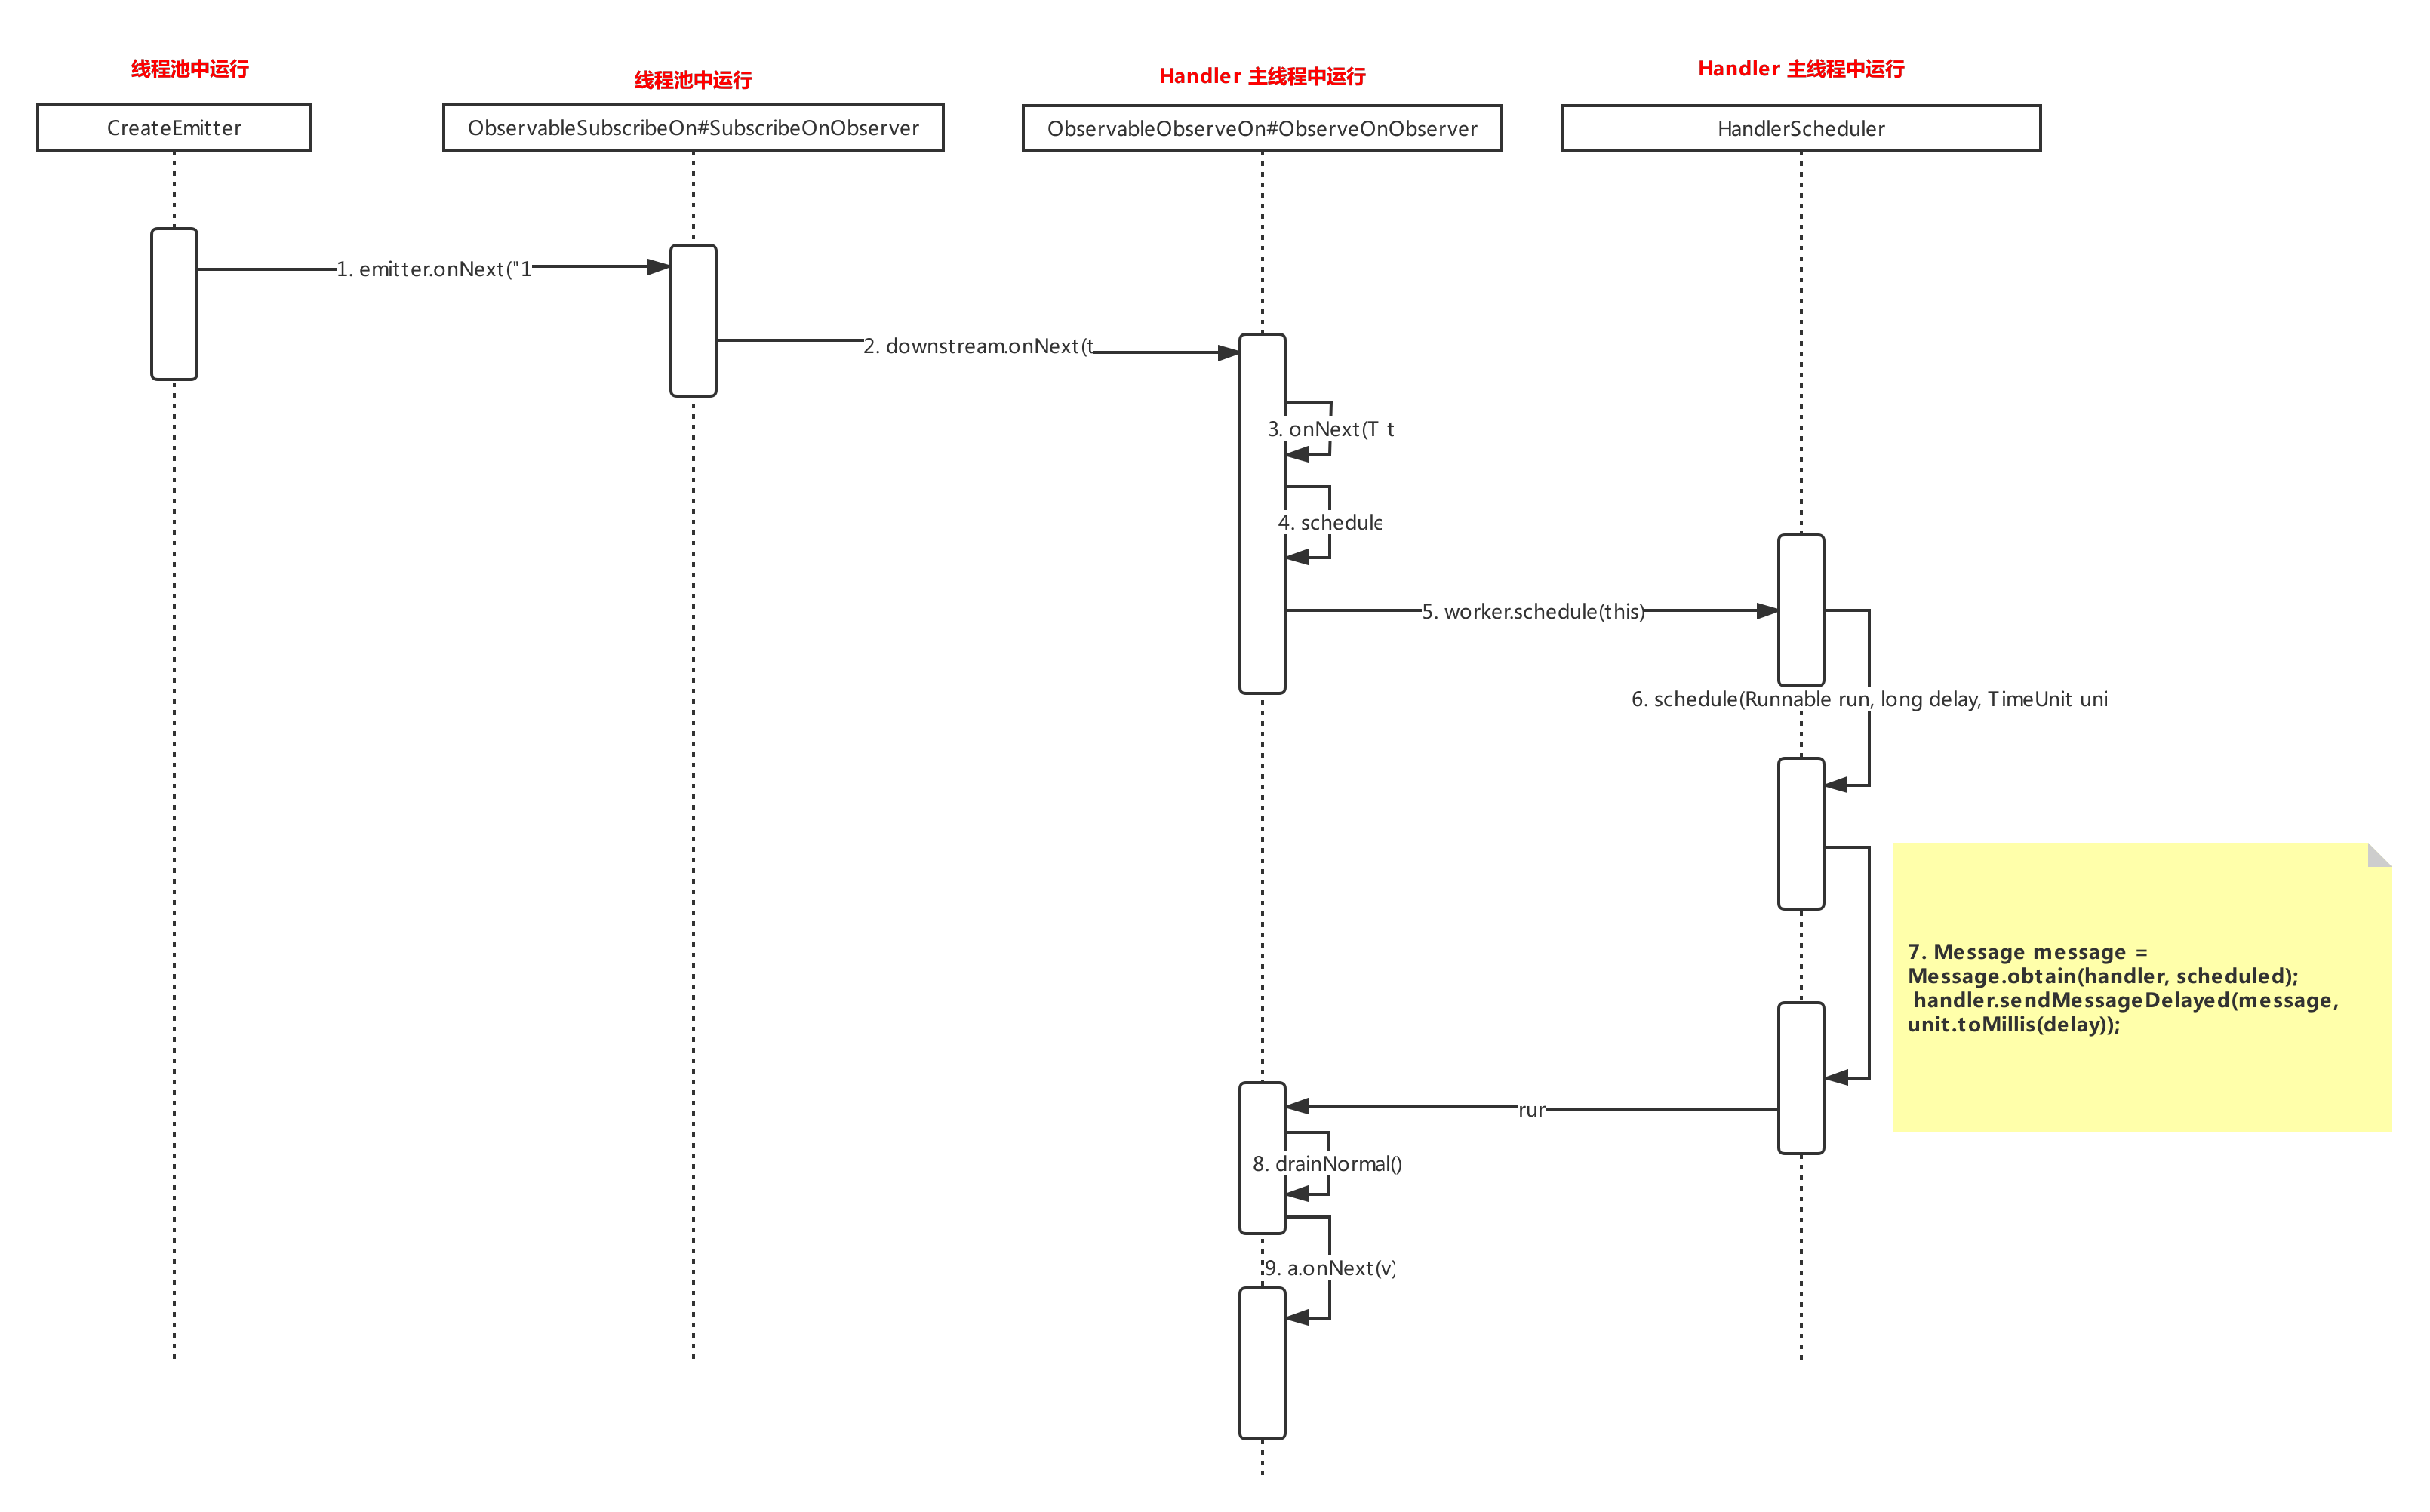 线程池中运行
线程池中运行
Handler 主线程中运行
Handler 主线程中运行
CreateEmitter
ObservableSubscribeOn#SubscribeOnObserver
ObservableObserveOn#ObserveOnObserver
HandlerScheduler
1. emitter.onNext("1
2. downstream.onNext(t
3. onNext(T t
4. schedule
5. worker.schedule(this)
6. schedule(Runnable run, long delay, TimeUnit uni
7. Message message =
Message.obtain(handler, scheduled);
handler.sendMessageDelayed(message,
unit.toMillis(delay));
rur
8. drainNormal()
9. a.onNext(v)